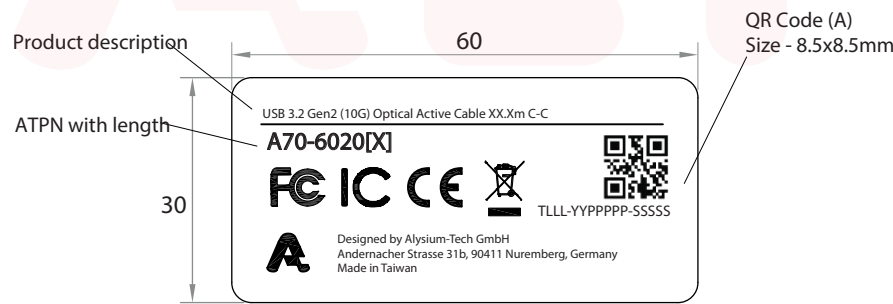 QR Code (A)
Size - 8.5x8.5mm
Product description
60
ATPN with length
30
USB 3.2 Gen2 (10G) Optical Active Cable XX.Xm C-C
A70-6020[X]
FC IC CE
TLLL-YYPPPPP-SSSSS
Designed by Alysium-Tech GmbH
Andernacher Strasse 31b, 90411 Nuremberg, Germany
Made in Taiwan